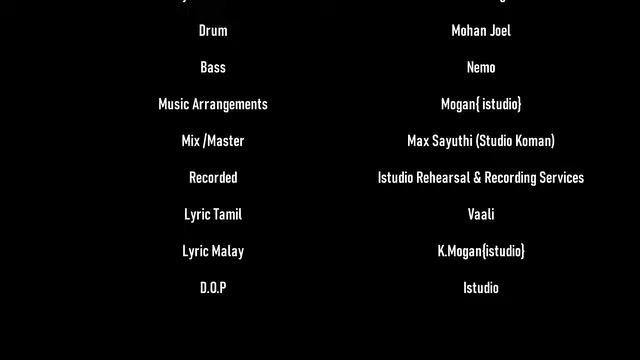 Drum Mohan Joel
Bass Nemo
Music Arrangements Mogan{ istudio}
Mix /Master Max Sayuthi (Studio Koman)
Recorded Istudio Rehearsal & Recording Services
Lyric Tamil Vaali
Lyric Malay K.Mogan{istudio}
D.O.P Istudio